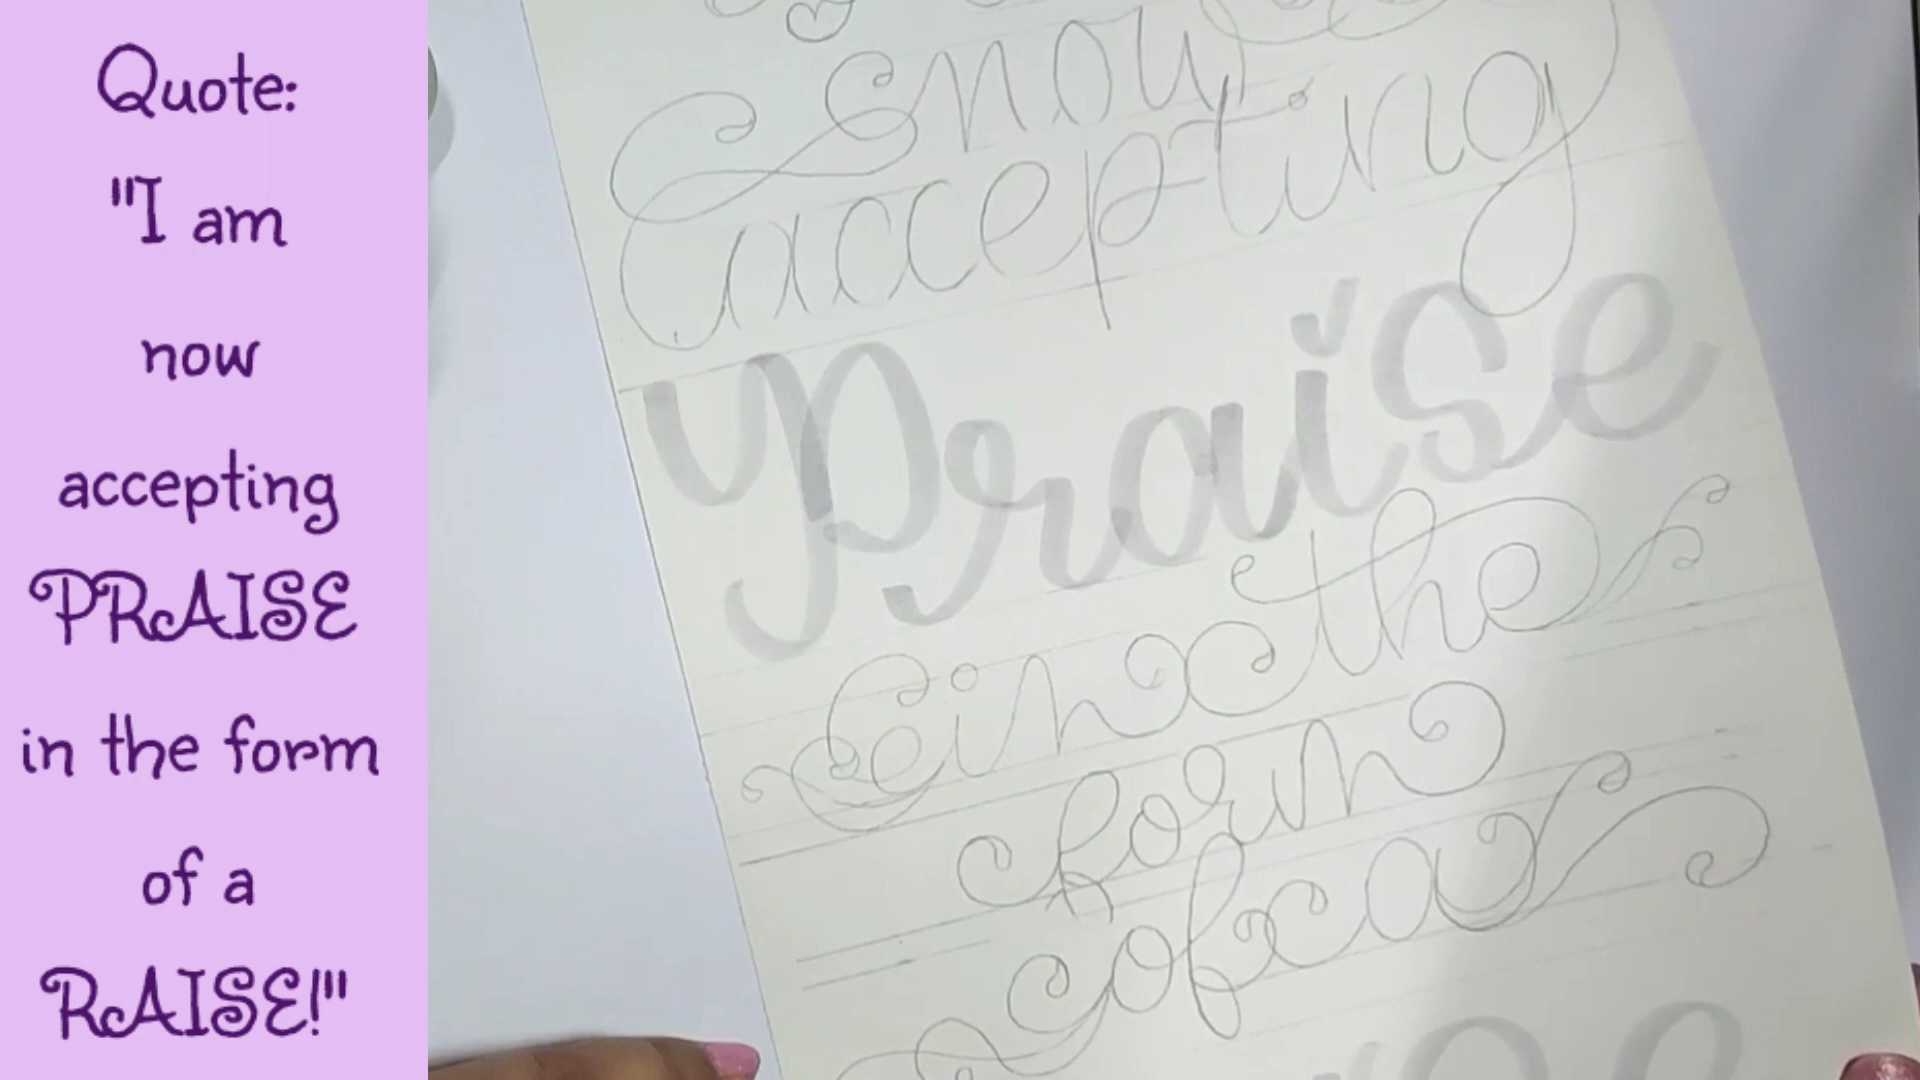 Quote:
"I am
now
accepting
PRAISE
in the form
of a
RAISE!"
now
accepting
Praise
in the
form
of a